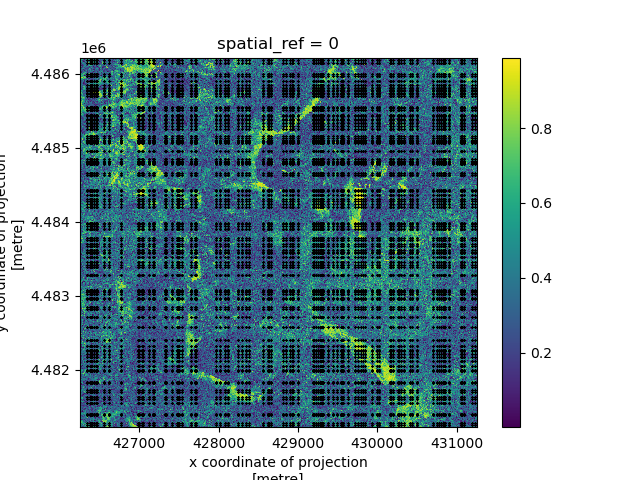 spatial_ref = 0
1e6
4.486
4.485
4.484
4.483
4.482
y coordinate of projection
[metre]
427000 428000 429000 430000 431000
x coordinate of projection
[metre]
0.8
0.6
0.4
0.2